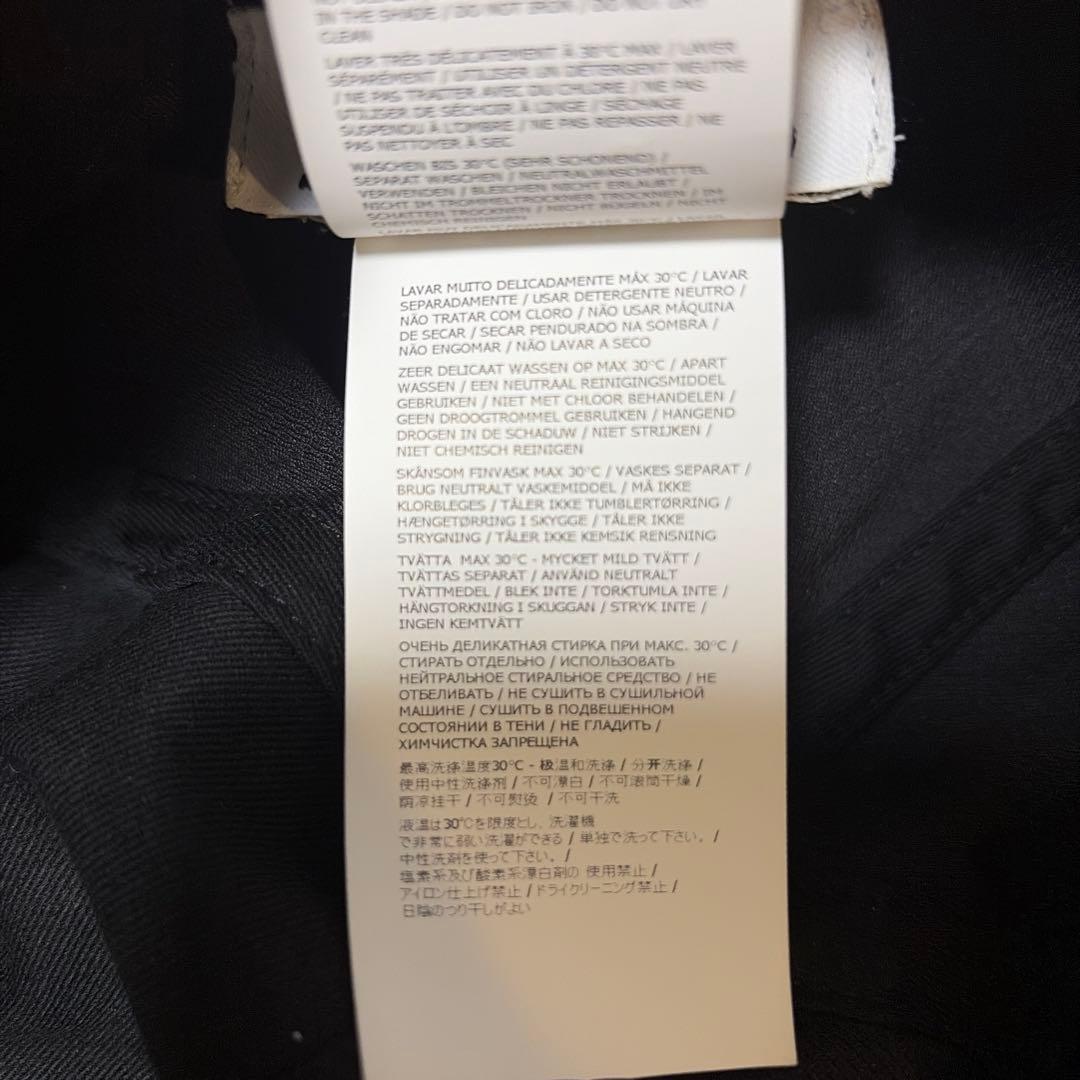 IN THE SHADE / DO NOT IRON / DO NOT DRY
CLEAN
LAVER TRÈS DÉLICATEMENT À 30°C MAX / LAVER
SÉPARÉMENT / UTILISER UN DETERGENT NEUTRE
/ NE PAS TRAITER AVEC DU CHLORE / NE PAS
UTILISER DE SÉCHOIR À LINGE / SÉCHAGE
SUSPENDU À L'OMBRE / NE PAS REPASSER / NE
PAS NETTOYER À SEC
WASCHEN BIS 30°C (SEHR SCHONEND) /
SEPARAT WASCHEN / NEUTRALWASCHMITTEL
VERWENDEN / BLEICHEN NICHT ERLAUBT /
NICHT IM TROMMELTROCKNER TROCKNEN / IM
SCHATTEN TROCKNEN / NICHT BÜGELN / NICHT
CHEMISCH REINIGEN
LAVAR MUITO DELICADAMENTE MÁX 30°C / LAVAR
SEPARADAMENTE / USAR DETERGENTE NEUTRO /
NÃO TRATAR COM CLORO / NÃO USAR MÁQUINA
DE SECAR / SECAR PENDURADO NA SOMBRA /
NÃO ENGOMAR / NÃO LAVAR A SECO
ZEER DELICAAT WASSEN OP MAX 30°C / APART
WASSEN / EEN NEUTRAAL REINIGINGSMIDDEL
GEBRUIKEN / NIET MET CHLOOR BEHANDELEN /
GEEN DROOGTROMMEL GEBRUIKEN / HANGEND
DROGEN IN DE SCHADUW / NIET STRIJKEN /
NIET CHEMISCH REINIGEN
SKÅNSOM FINVASK MAX 30°C / VASKES SEPARAT /
BRUG NEUTRALT VASKEMIDDEL / MÅ IKKE
KLORBLEGES / TÅLER IKKE TUMBLERTØRRING /
HÆNGETØRRING I SKYGGE / TÅLER IKKE
STRYGNING / TÅLER IKKE KEMSIK RENSNING
TVÄTTA MAX 30°C - MYCKET MILD TVÄTT /
TVÄTTAS SEPARAT / ANVÄND NEUTRALT
TVÄTTMEDEL / BLEK INTE / TORKTUMLA INTE /
HÄNGTORKNING I SKUGGAN / STRYK INTE /
INGEN KEMTVÄTT
ОЧЕНЬ ДЕЛИКАТНАЯ СТИРКА ПРИ МАКС. 30°C /
СТИРАТЬ ОТДЕЛЬНО / ИСПОЛЬЗОВАТЬ
НЕЙТРАЛЬНОЕ СТИРАЛЬНОЕ СРЕДСТВО / НЕ
ОТБЕЛИВАТЬ / НЕ СУШИТЬ В СУШИЛЬНОЙ
МАШИНЕ / СУШИТЬ В ПОДВЕШЕННОМ
СОСТОЯНИИ В ТЕНИ / НЕ ГЛАДИТЬ /
ХИМЧИСТКА ЗАПРЕЩЕНА
最高洗涤温度30°C - 极温和洗涤 / 分开洗涤 /
使用中性洗涤剂 / 不可漂白 / 不可滚筒干燥 /
荫凉挂干 / 不可熨烫 / 不可干洗
液温は30℃を限度とし、洗濯機
で非常に弱い洗濯ができる / 単独で洗って下さい。 /
中性洗剤を使って下さい。 /
塩素系及び酸素系漂白剤の 使用禁止 /
アイロン仕上げ禁止 / ドライクリーニング禁止 /
日陰のつり干しがよい